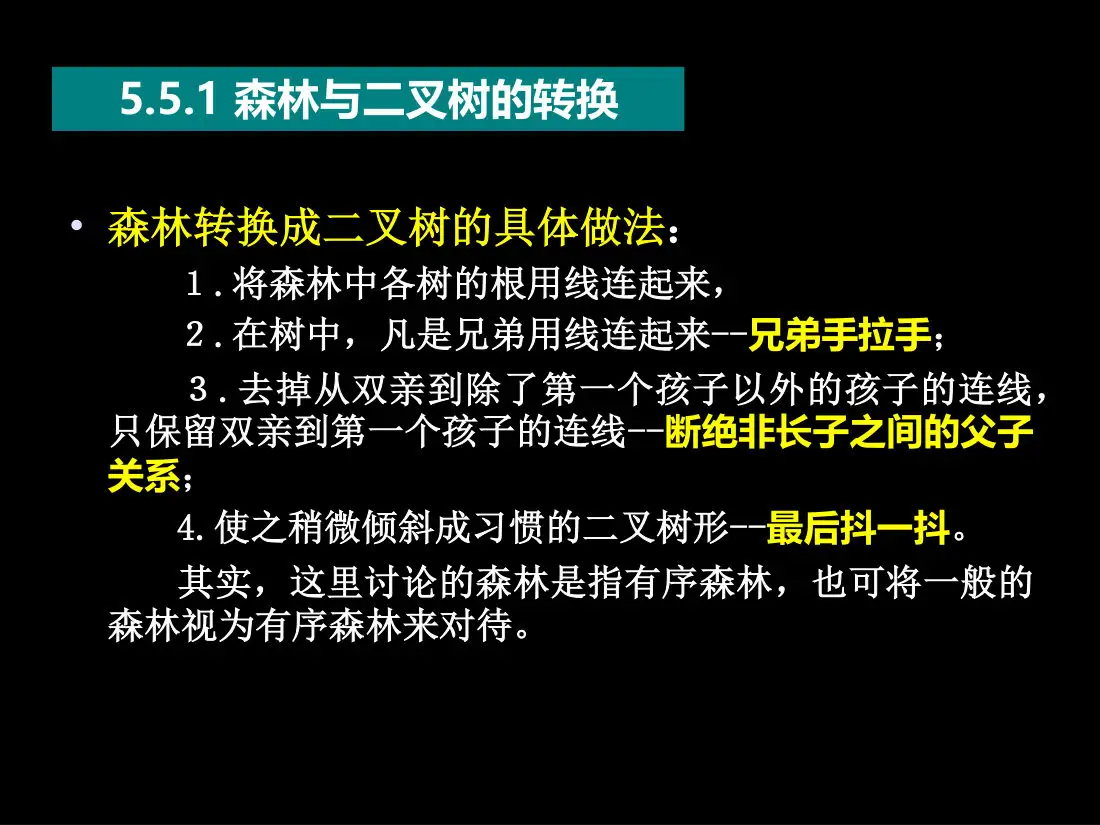 5.5.1 森林与二叉树的转换
• 森林转换成二叉树的具体做法：
１.将森林中各树的根用线连起来，
２.在树中，凡是兄弟用线连起来--兄弟手拉手；
３.去掉从双亲到除了第一个孩子以外的孩子的连线，
只保留双亲到第一个孩子的连线--断绝非长子之间的父子
关系；
4.使之稍微倾斜成习惯的二叉树形--最后抖一抖。
其实，这里讨论的森林是指有序森林，也可将一般的
森林视为有序森林来对待。